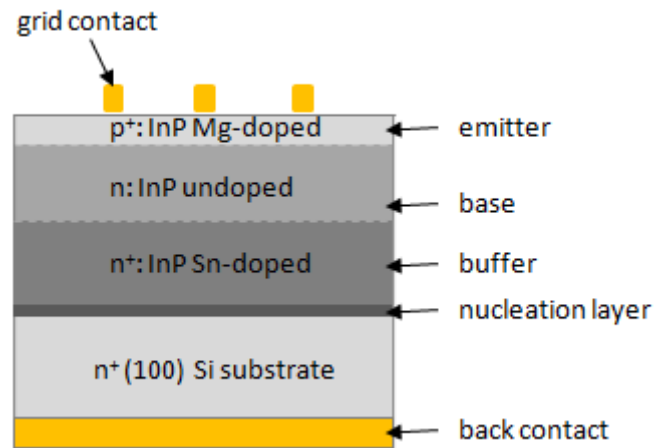 grid contact
p⁺: InP Mg-doped
emitter
n: InP undoped
base
n⁺: InP Sn-doped
buffer
nucleation layer
n⁺ (100) Si substrate
back contact